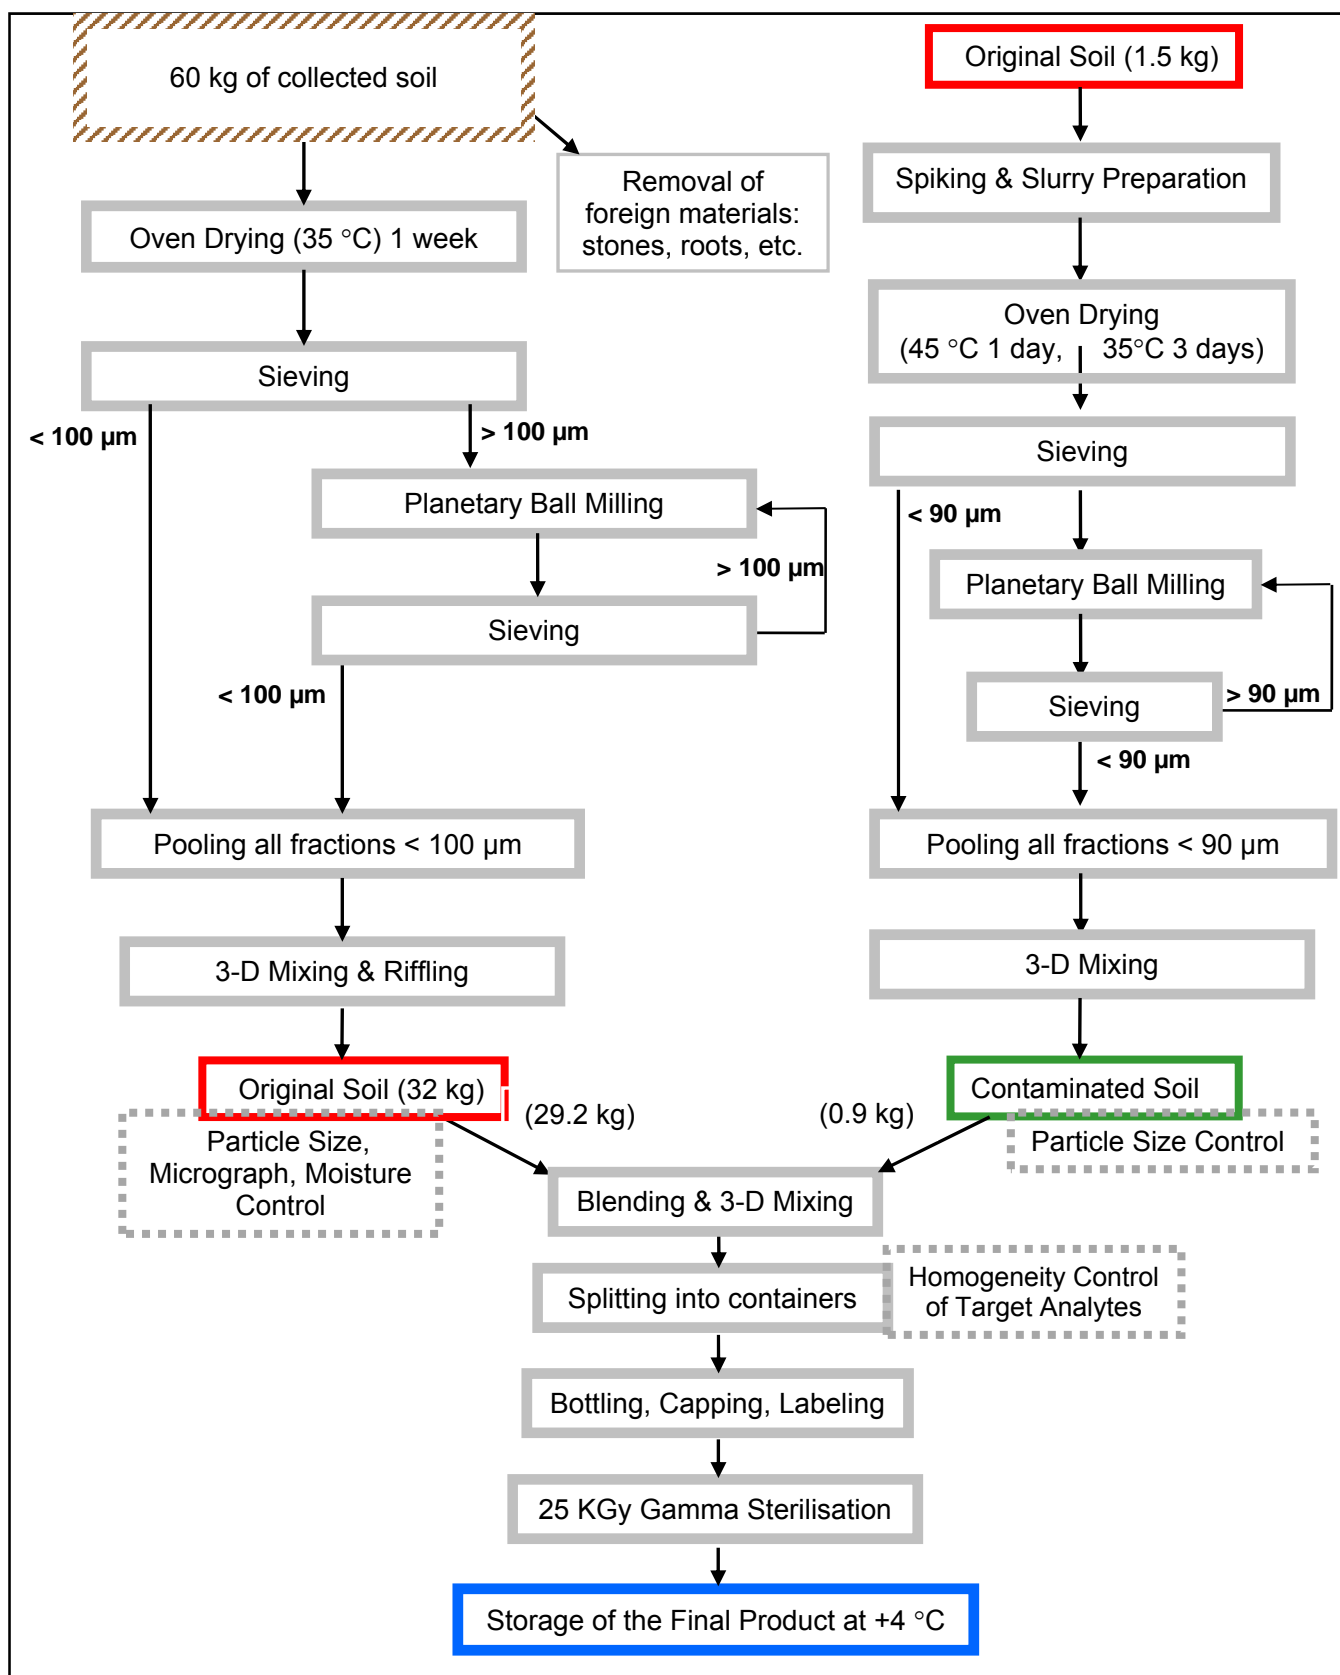 60 kg of collected soil
Removal of
foreign materials:
stones, roots, etc.
Oven Drying (35 °C) 1 week
Sieving
< 100 µm
> 100 µm
Planetary Ball Milling
> 100 µm
Sieving
< 100 µm
Pooling all fractions < 100 µm
3-D Mixing & Riffling
Original Soil (32 kg)
(29.2 kg)
Particle Size,
Micrograph, Moisture
Control
Original Soil (1.5 kg)
Spiking & Slurry Preparation
Oven Drying
(45 °C 1 day, 35°C 3 days)
Sieving
< 90 µm
Planetary Ball Milling
Sieving
> 90 µm
< 90 µm
Pooling all fractions < 90 µm
3-D Mixing
Contaminated Soil
(0.9 kg)
Particle Size Control
Blending & 3-D Mixing
Splitting into containers
Homogeneity Control
of Target Analytes
Bottling, Capping, Labeling
25 KGy Gamma Sterilisation
Storage of the Final Product at +4 °C